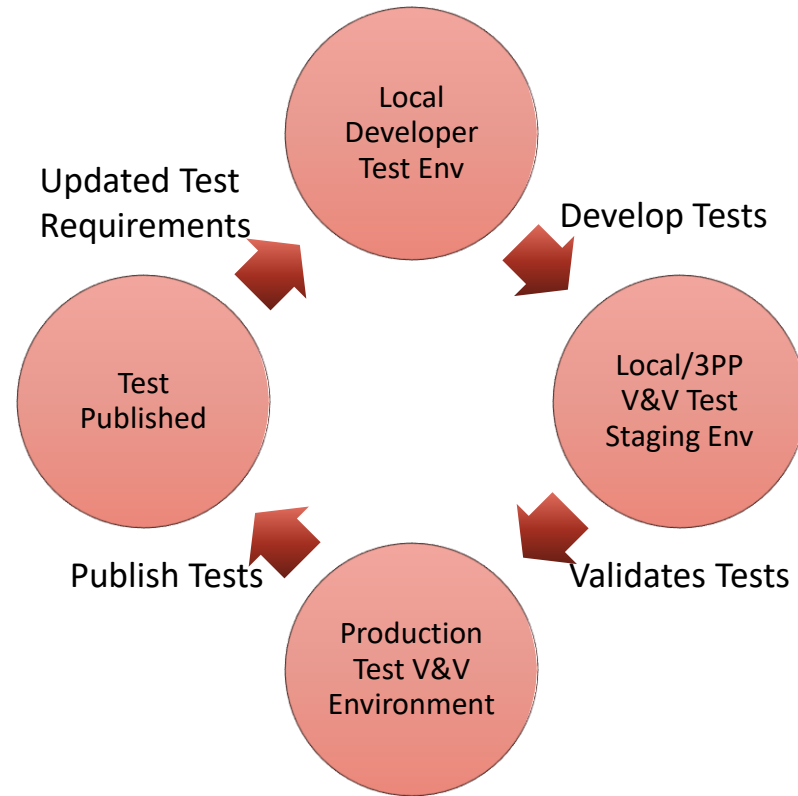 Local
Developer
Test Env
Updated Test
Requirements
Develop Tests
Test
Published
Local/3PP
V&V Test
Staging Env
Publish Tests
Validates Tests
Production
Test V&V
Environment